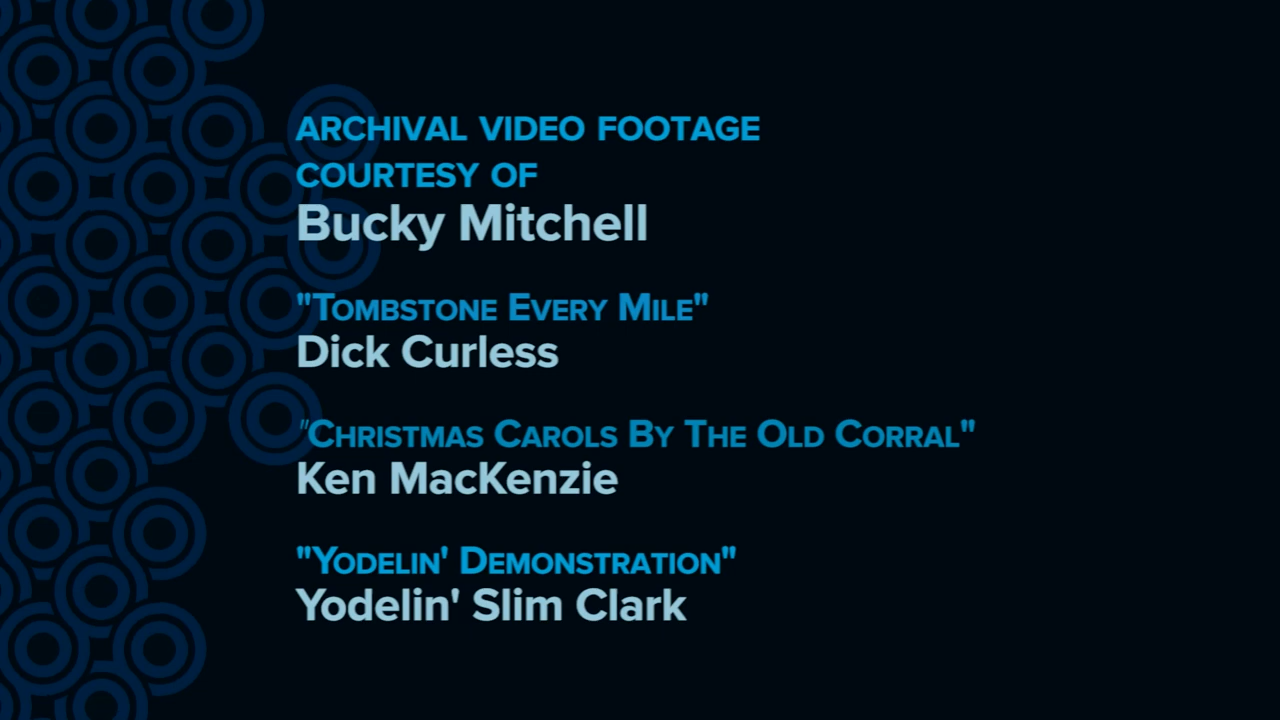 ARCHIVAL VIDEO FOOTAGE
COURTESY OF
Bucky Mitchell
"Tombstone Every Mile"
Dick Curless
"Christmas Carols By The Old Corral"
Ken MacKenzie
"Yodelin' Demonstration"
Yodelin' Slim Clark